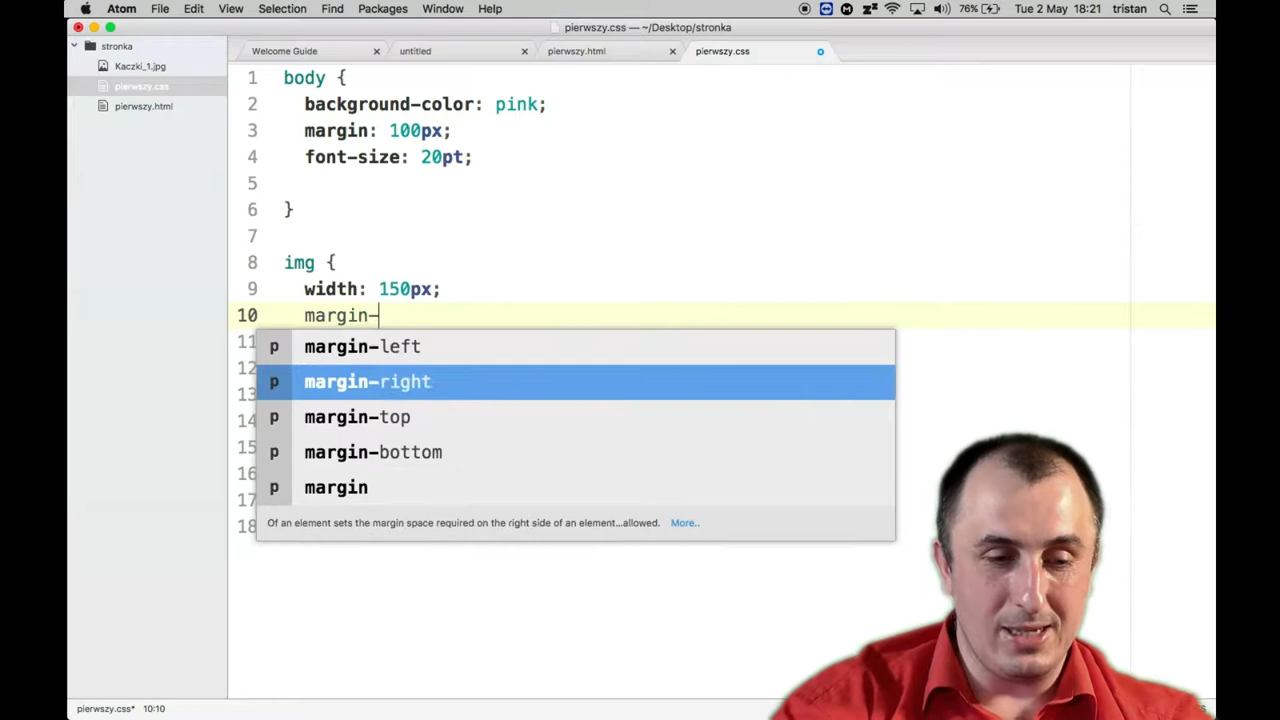 Atom File Edit View Selection Find Packages Window Help 76% Tue 2 May 18:21 tristan
pierwszy.css — ~/Desktop/stronka
stronka
Kaczki_1.jpg
pierwszy.css
pierwszy.html
Welcome Guide
untitled
pierwszy.html
pierwszy.css
1 body {
2 background-color: pink;
3 margin: 100px;
4 font-size: 20pt;
5
6 }
7
8 img {
9 width: 150px;
10 margin-
11
12
13
14
15
16
17
18
p margin-left
p margin-right
p margin-top
p margin-bottom
p margin
Of an element sets the margin space required on the right side of an element...allowed. More..
pierwszy.css* 10:10